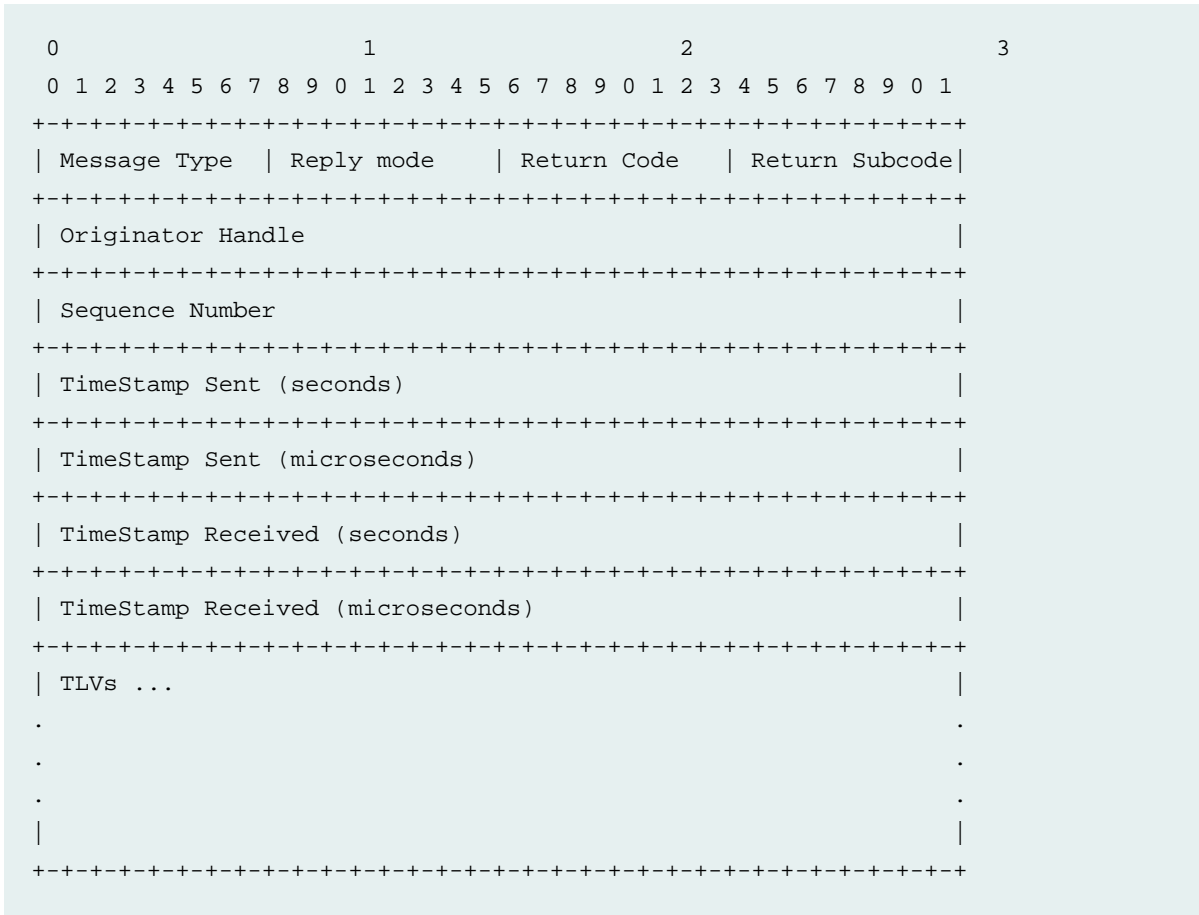 0                     1                     2                     3
 0 1 2 3 4 5 6 7 8 9 0 1 2 3 4 5 6 7 8 9 0 1 2 3 4 5 6 7 8 9 0 1
+-+-+-+-+-+-+-+-+-+-+-+-+-+-+-+-+-+-+-+-+-+-+-+-+-+-+-+-+-+-+-+-+
| Message Type  | Reply mode    | Return Code   | Return Subcode|
+-+-+-+-+-+-+-+-+-+-+-+-+-+-+-+-+-+-+-+-+-+-+-+-+-+-+-+-+-+-+-+-+
| Originator Handle                                             |
+-+-+-+-+-+-+-+-+-+-+-+-+-+-+-+-+-+-+-+-+-+-+-+-+-+-+-+-+-+-+-+-+
| Sequence Number                                               |
+-+-+-+-+-+-+-+-+-+-+-+-+-+-+-+-+-+-+-+-+-+-+-+-+-+-+-+-+-+-+-+-+
| TimeStamp Sent (seconds)                                      |
+-+-+-+-+-+-+-+-+-+-+-+-+-+-+-+-+-+-+-+-+-+-+-+-+-+-+-+-+-+-+-+-+
| TimeStamp Sent (microseconds)                                 |
+-+-+-+-+-+-+-+-+-+-+-+-+-+-+-+-+-+-+-+-+-+-+-+-+-+-+-+-+-+-+-+-+
| TimeStamp Received (seconds)                                  |
+-+-+-+-+-+-+-+-+-+-+-+-+-+-+-+-+-+-+-+-+-+-+-+-+-+-+-+-+-+-+-+-+
| TimeStamp Received (microseconds)                             |
+-+-+-+-+-+-+-+-+-+-+-+-+-+-+-+-+-+-+-+-+-+-+-+-+-+-+-+-+-+-+-+-+
| TLVs ...                                                      |
.                                                               .
.                                                               .
.                                                               .
|                                                               |
+-+-+-+-+-+-+-+-+-+-+-+-+-+-+-+-+-+-+-+-+-+-+-+-+-+-+-+-+-+-+-+-+